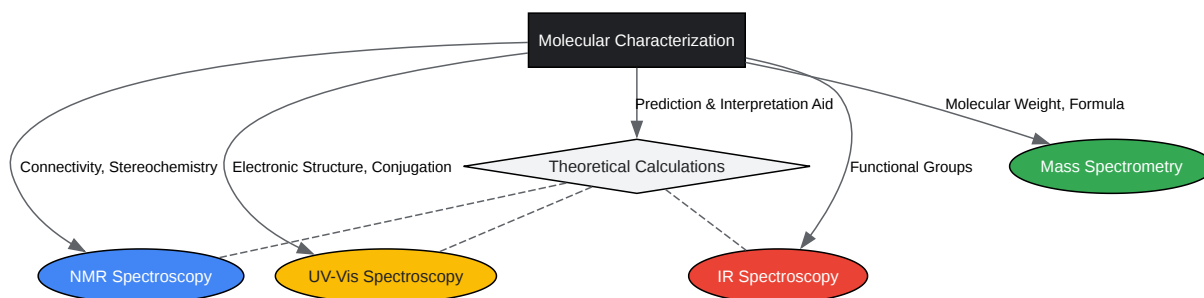 Molecular Characterization
Prediction & Interpretation Aid
Molecular Weight, Formula
Connectivity, Stereochemistry
Electronic Structure, Conjugation
Theoretical Calculations
Functional Groups
Mass Spectrometry
NMR Spectroscopy
UV-Vis Spectroscopy
IR Spectroscopy